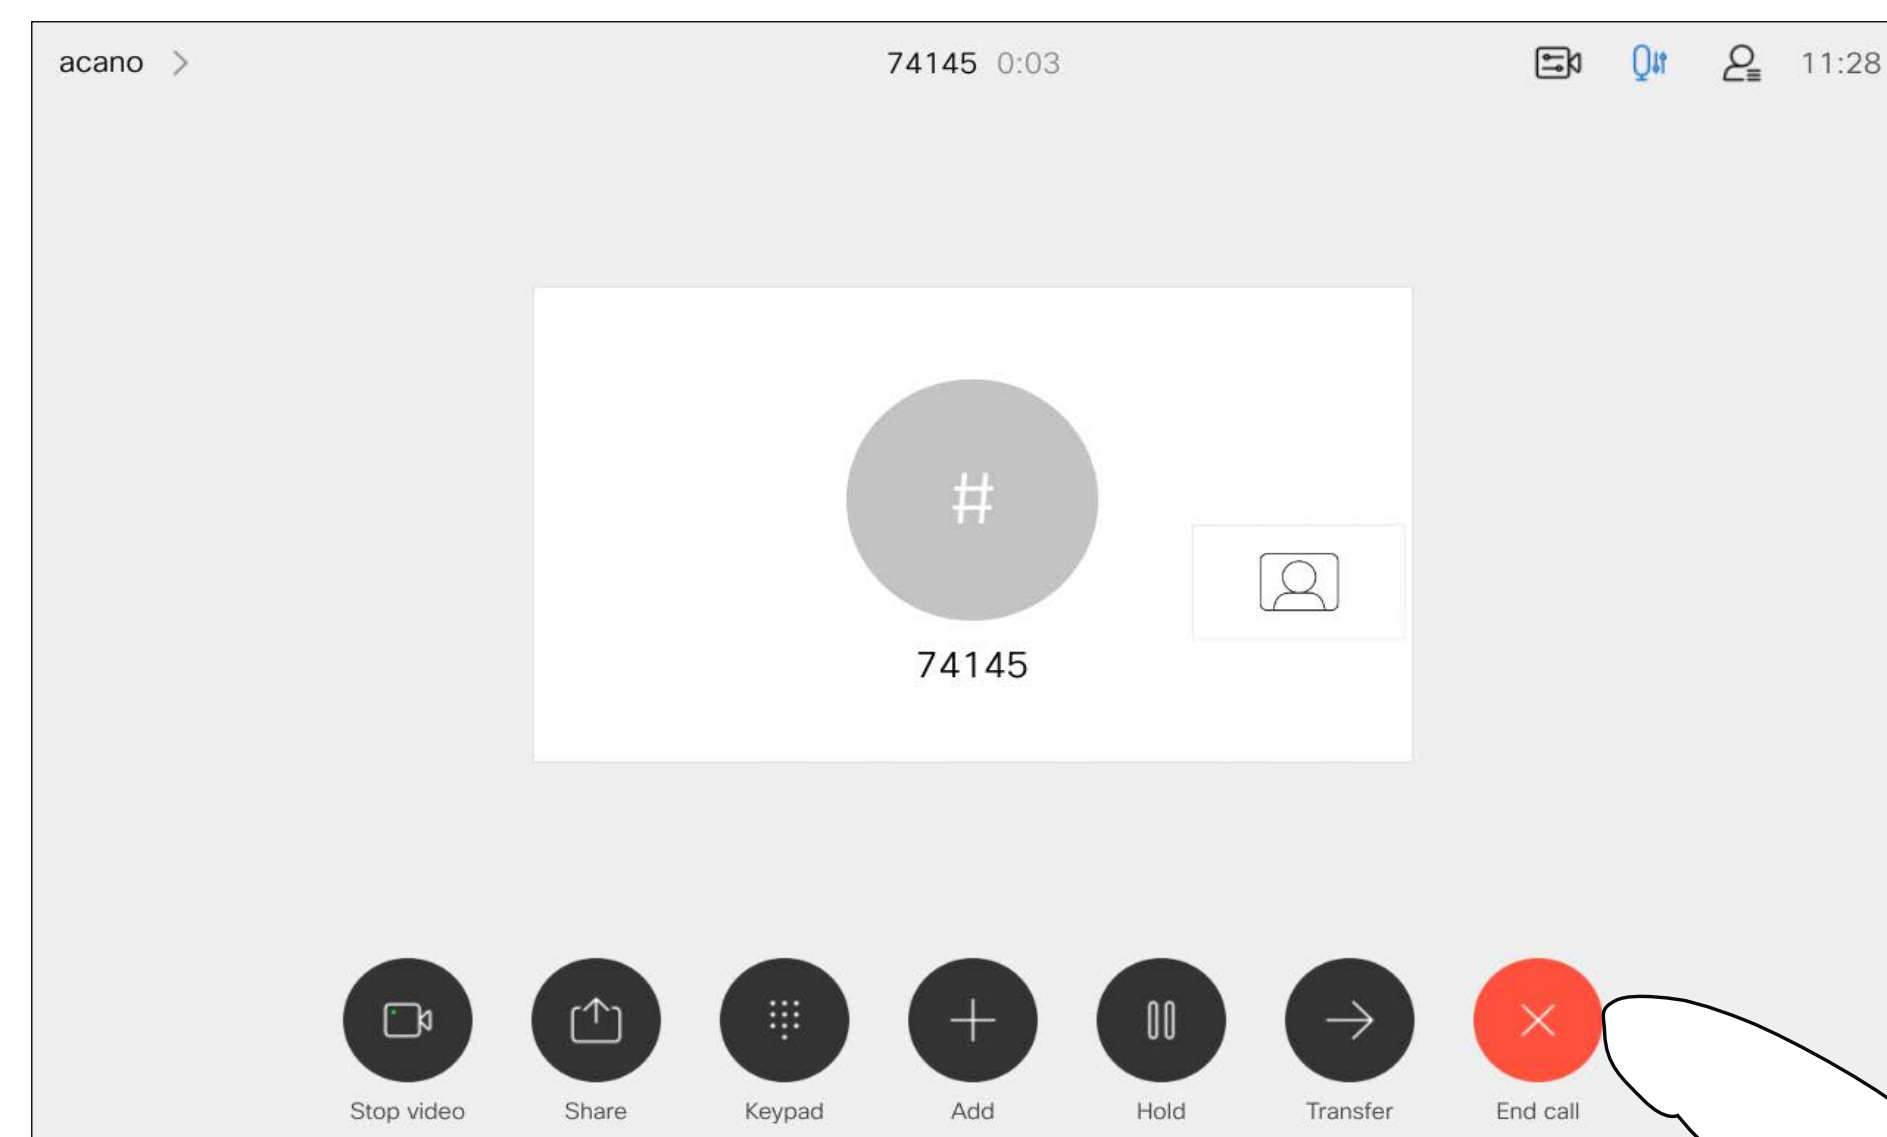 acano
74145 0:03
11:28
#
74145
Stop video
Share
Keypad
Add
Hold
Transfer
End call